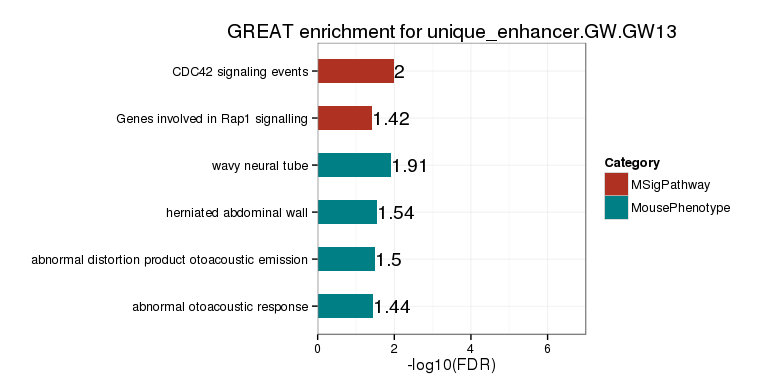 GREAT enrichment for unique_enhancer.GW.GW13
CDC42 signaling events
2
Genes involved in Rap1 signalling
1.42
wavy neural tube
1.91
herniated abdominal wall
1.54
abnormal distortion product otoacoustic emission
1.5
abnormal otoacoustic response
1.44
0 2 4 6
-log10(FDR)
Category
MSigPathway
MousePhenotype